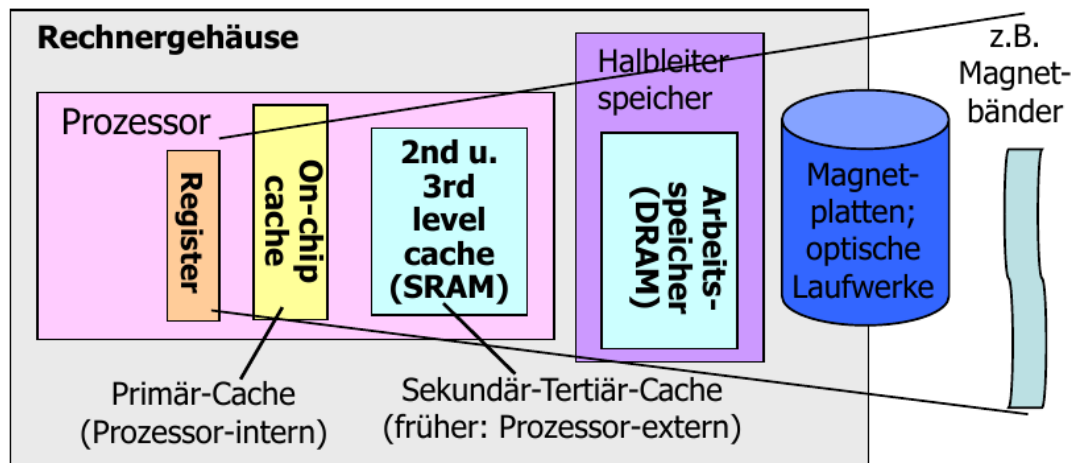 Rechnergehäuse
Prozessor
Register
On-chip
cache
2nd u.
3rd
level
cache
(SRAM)
Halbleiter
speicher
Arbeits-
speicher
(DRAM)
Magnet-
platten;
optische
Laufwerke
z.B.
Magnet-
bänder
Primär-Cache
(Prozessor-intern)
Sekundär-Tertiär-Cache
(früher: Prozessor-extern)